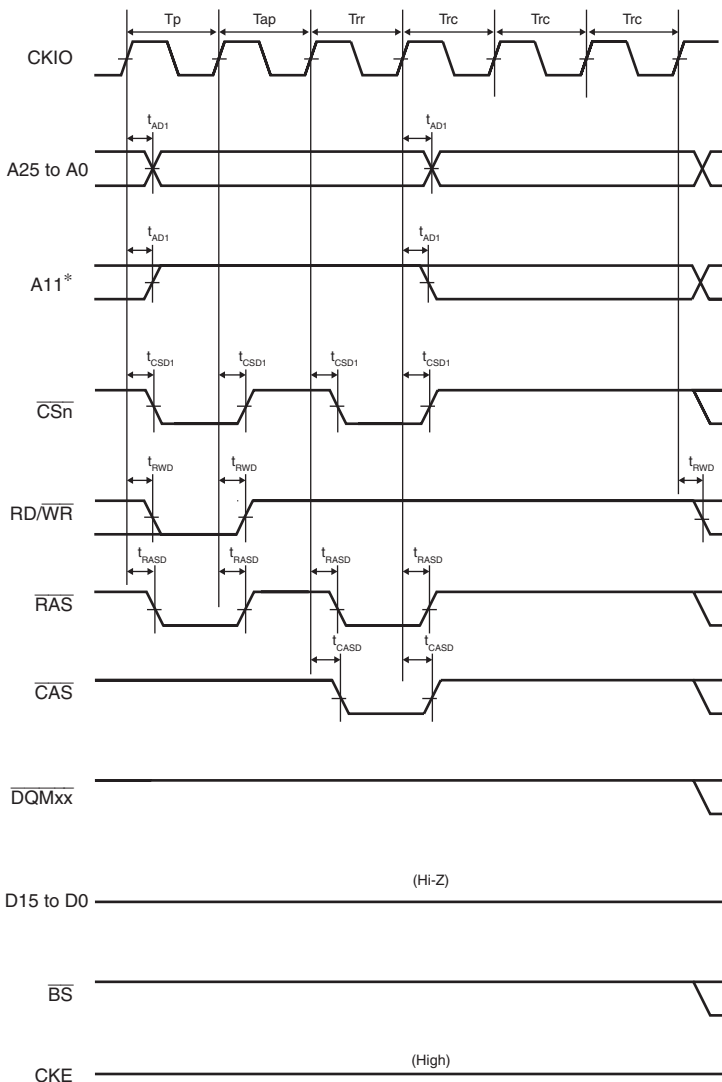 Tp Tap Trr Trc Trc Trc
CKIO
tAD1 tAD1
A25 to A0
tAD1 tAD1
A11*
tCSD1 tCSD1 tCSD1 tCSD1
CSn
tRWD tRWD tRWD
RD/WR
tRASD tRASD tRASD tRASD
RAS
tCASD tCASD
CAS
DQMxx
(Hi-Z)
D15 to D0
BS
(High)
CKE